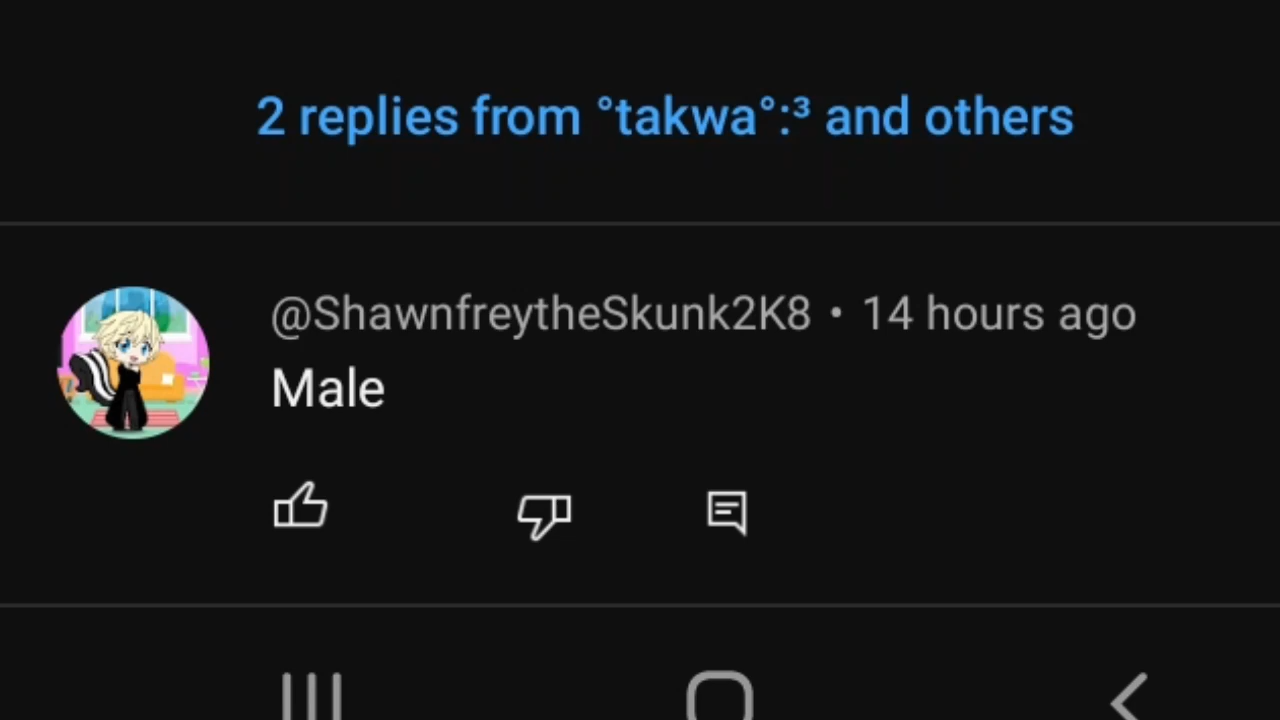 2 replies from °takwa°:³ and others
@ShawnfreytheSkunk2K8 • 14 hours ago
Male